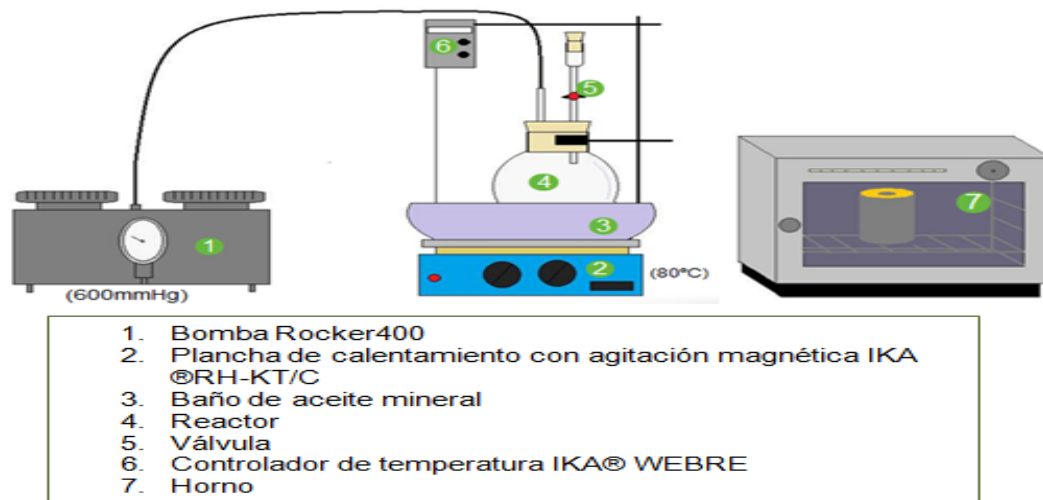 6
5
4
7
3
1
2
(80°C)
(600mmHg)
1. Bomba Rocker400
2. Plancha de calentamiento con agitación magnética IKA
®RH-KT/C
3. Baño de aceite mineral
4. Reactor
5. Válvula
6. Controlador de temperatura IKA® WEBRE
7. Horno